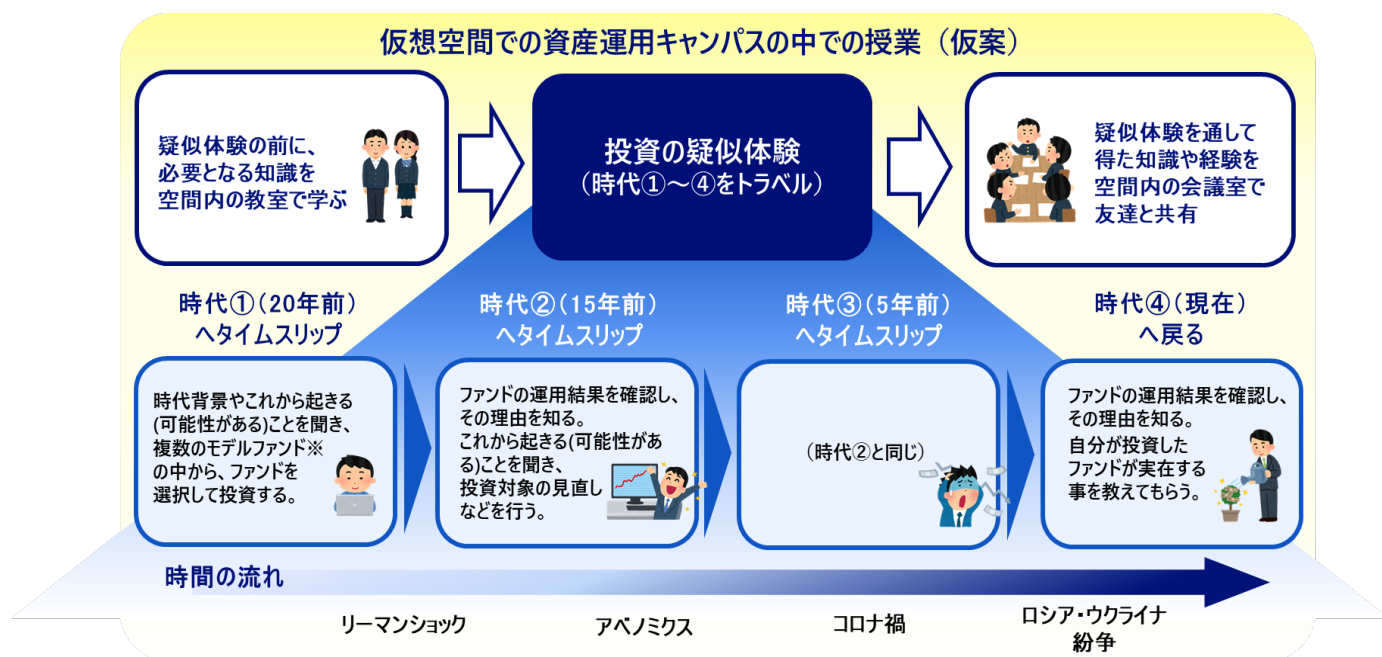 仮想空間での資産運用キャンパスの中での授業（仮案）
疑似体験の前に、
必要となる知識を
空間内の教室で学ぶ
投資の疑似体験
（時代①～④をトラベル）
疑似体験を通して
得た知識や経験を
空間内の会議室で
友達と共有
時代①（20年前）
へタイムスリップ
時代②（15年前）
へタイムスリップ
時代③（5年前）
へタイムスリップ
時代④（現在）
へ戻る
時代背景やこれから起きる
(可能性がある)ことを聞き、
複数のモデルファンド※
の中から、ファンドを
選択して投資する。
ファンドの運用結果を確認し、
その理由を知る。
これから起きる(可能性があ
る)ことを聞き、
投資対象の見直し
などを行う。
（時代②と同じ）
ファンドの運用結果を確認し、
その理由を知る。
自分が投資した
ファンドが実在する
事を教えてもらう。
時間の流れ
リーマンショック
アベノミクス
コロナ禍
ロシア・ウクライナ
紛争